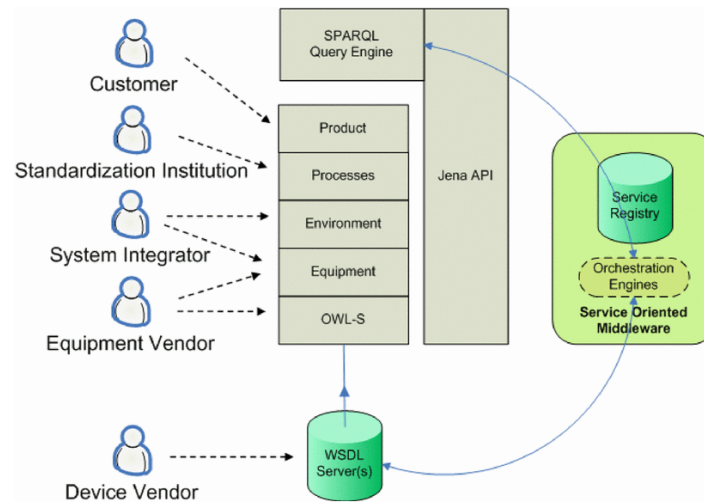 SPARQL
Query Engine
Customer
Product
Standardization Institution
Processes
Jena API
Service
Registry
Environment
System Integrator
Equipment
Orchestration
Engines
Service Oriented
Middleware
OWL-S
Equipment Vendor
WSDL
Server(s)
Device Vendor